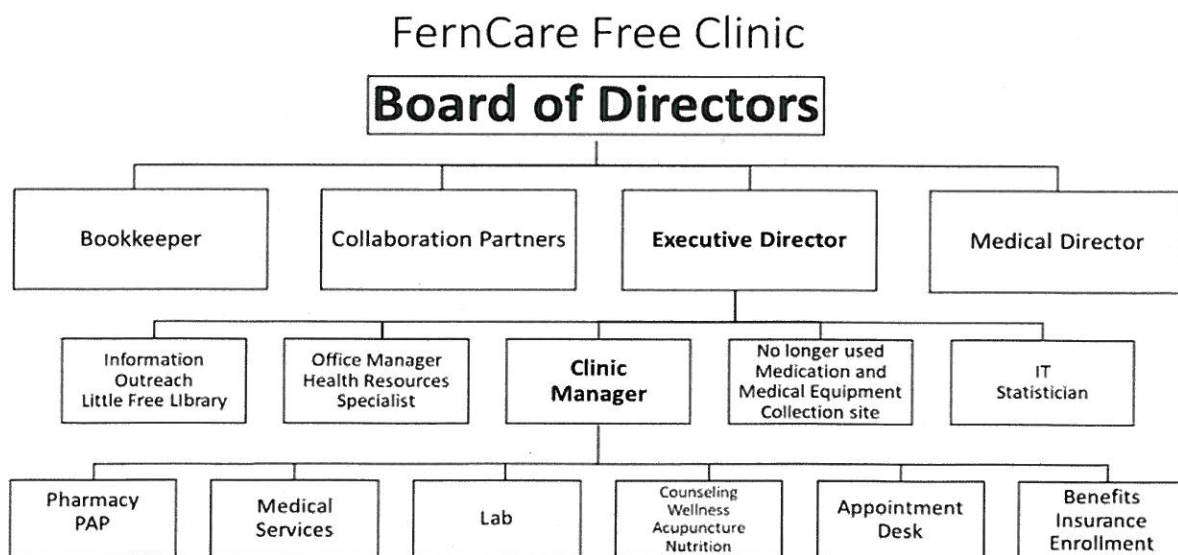 FernCare Free Clinic
Board of Directors
Bookkeeper
Collaboration Partners
Executive Director
Medical Director
Information
Outreach
Little Free LIbrary
Office Manager
Health Resources
Specialist
Clinic
Manager
No longer used
Medication and
Medical Equipment
Collection site
IT
Statistician
Pharmacy
PAP
Medical
Services
Lab
Counseling
Wellness
Acupuncture
Nutrition
Appointment
Desk
Benefits
Insurance
Enrollment